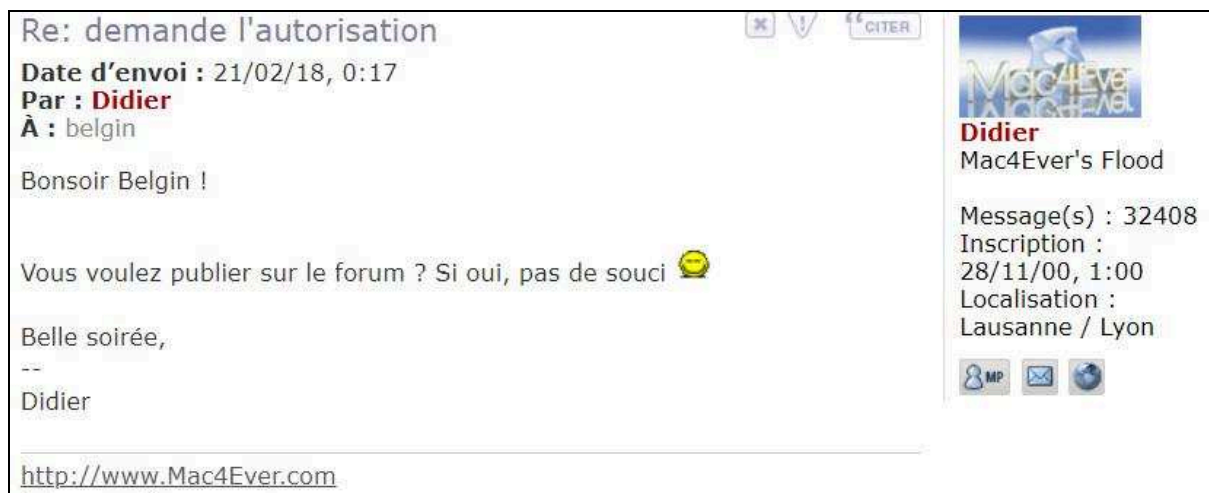 Re: demande l'autorisation
CITER
Date d’envoi : 21/02/18, 0:17
Par : Didier
À : belgin
Bonsoir Belgin !
Vous voulez publier sur le forum ? Si oui, pas de souci
Belle soirée,
--
Didier
http://www.Mac4Ever.com
Mac4Ever
Didier
Mac4Ever's Flood
Message(s) : 32408
Inscription :
28/11/00, 1:00
Localisation :
Lausanne / Lyon
MP